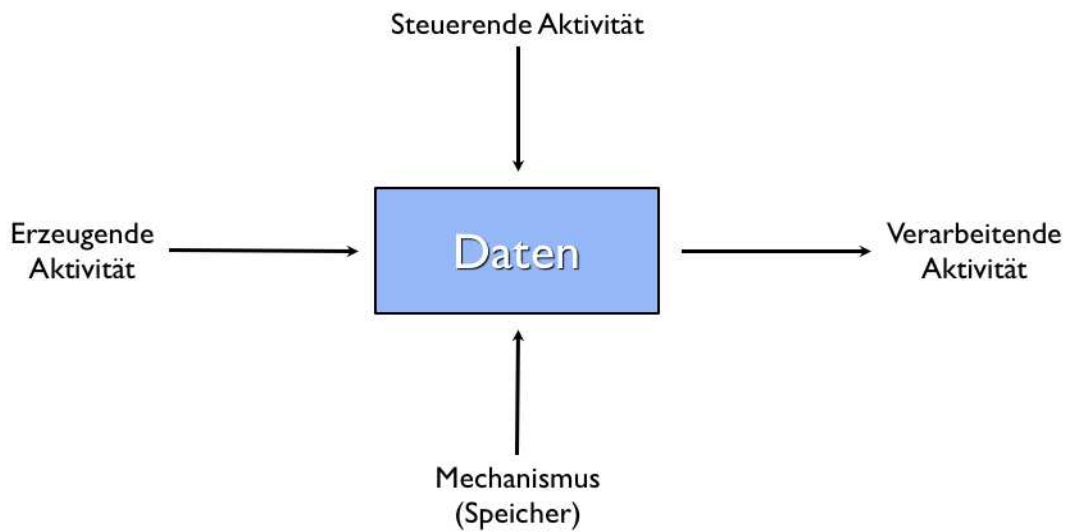 Steuerende Aktivität
Erzeugende
Aktivität
Daten
Verarbeitende
Aktivität
Mechanismus
(Speicher)